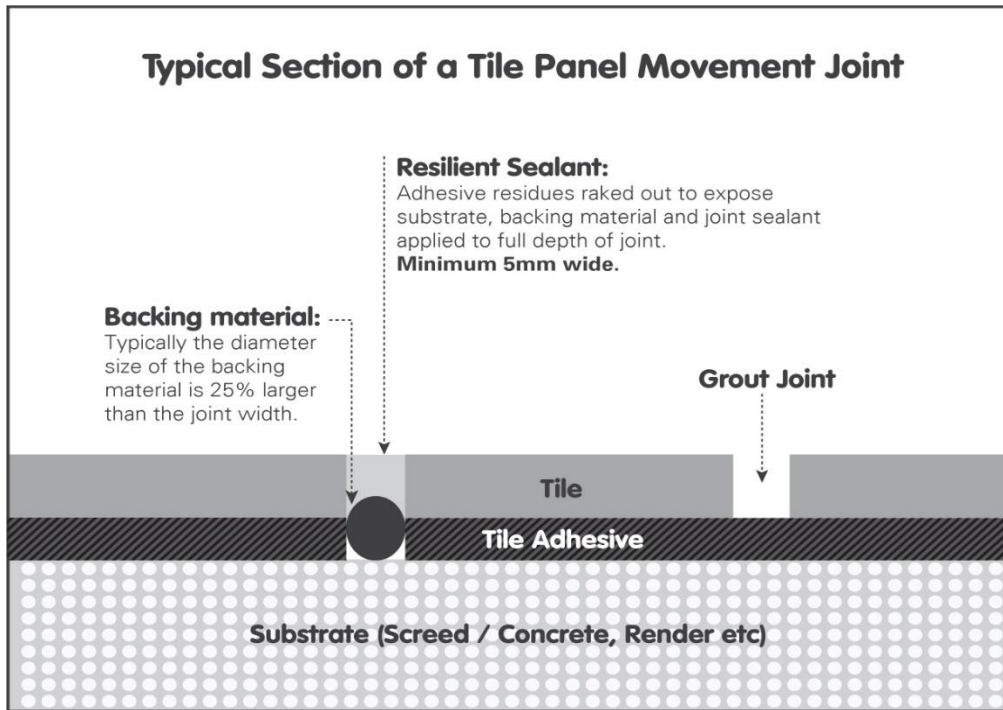 Typical Section of a Tile Panel Movement Joint
Resilient Sealant:
Adhesive residues raked out to expose
substrate, backing material and joint sealant
applied to full depth of joint.
Minimum 5mm wide.
Backing material:
Typically the diameter
size of the backing
material is 25% larger
than the joint width.
Grout Joint
Tile
Tile Adhesive
Substrate (Screed / Concrete, Render etc)